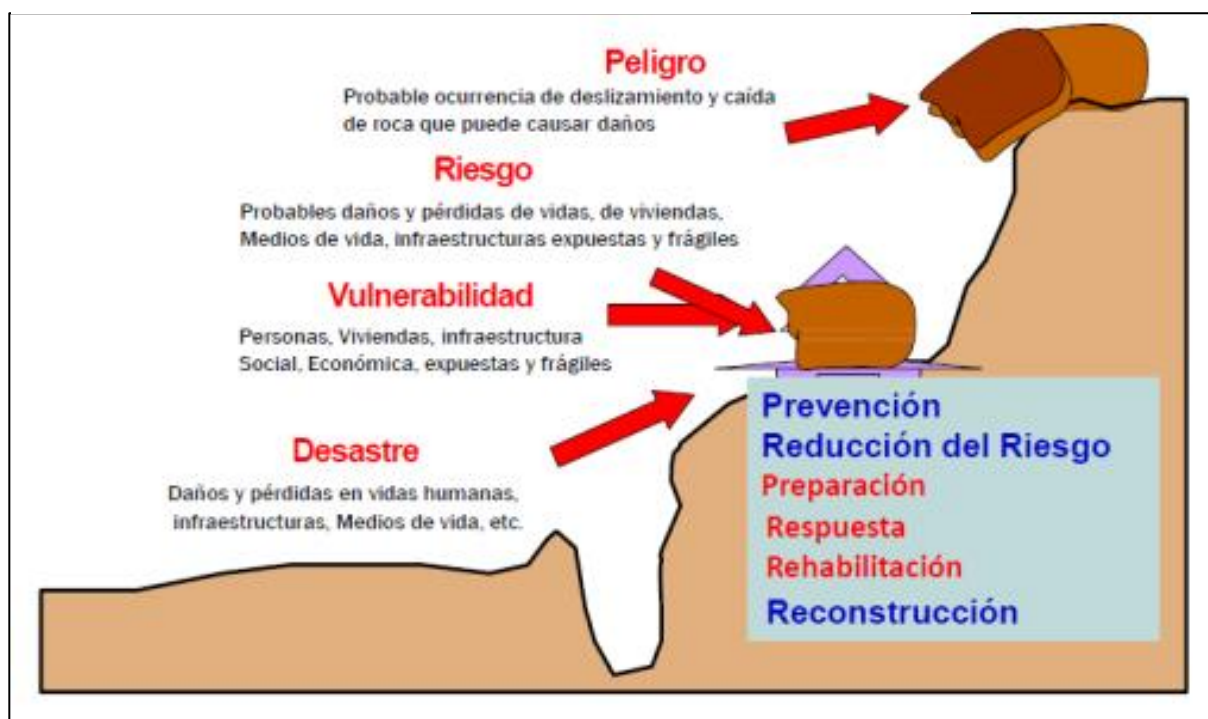 Peligro
Probable ocurrencia de deslizamiento y caída
de roca que puede causar daños
Riesgo
Probables daños y pérdidas de vidas, de viviendas,
Medios de vida, infraestructuras expuestas y frágiles
Vulnerabilidad
Personas, Viviendas, infraestructura
Social, Económica, expuestas y frágiles
Desastre
Daños y pérdidas en vidas humanas,
infraestructuras, Medios de vida, etc.
Prevención
Reducción del Riesgo
Preparación
Respuesta
Rehabilitación
Reconstrucción